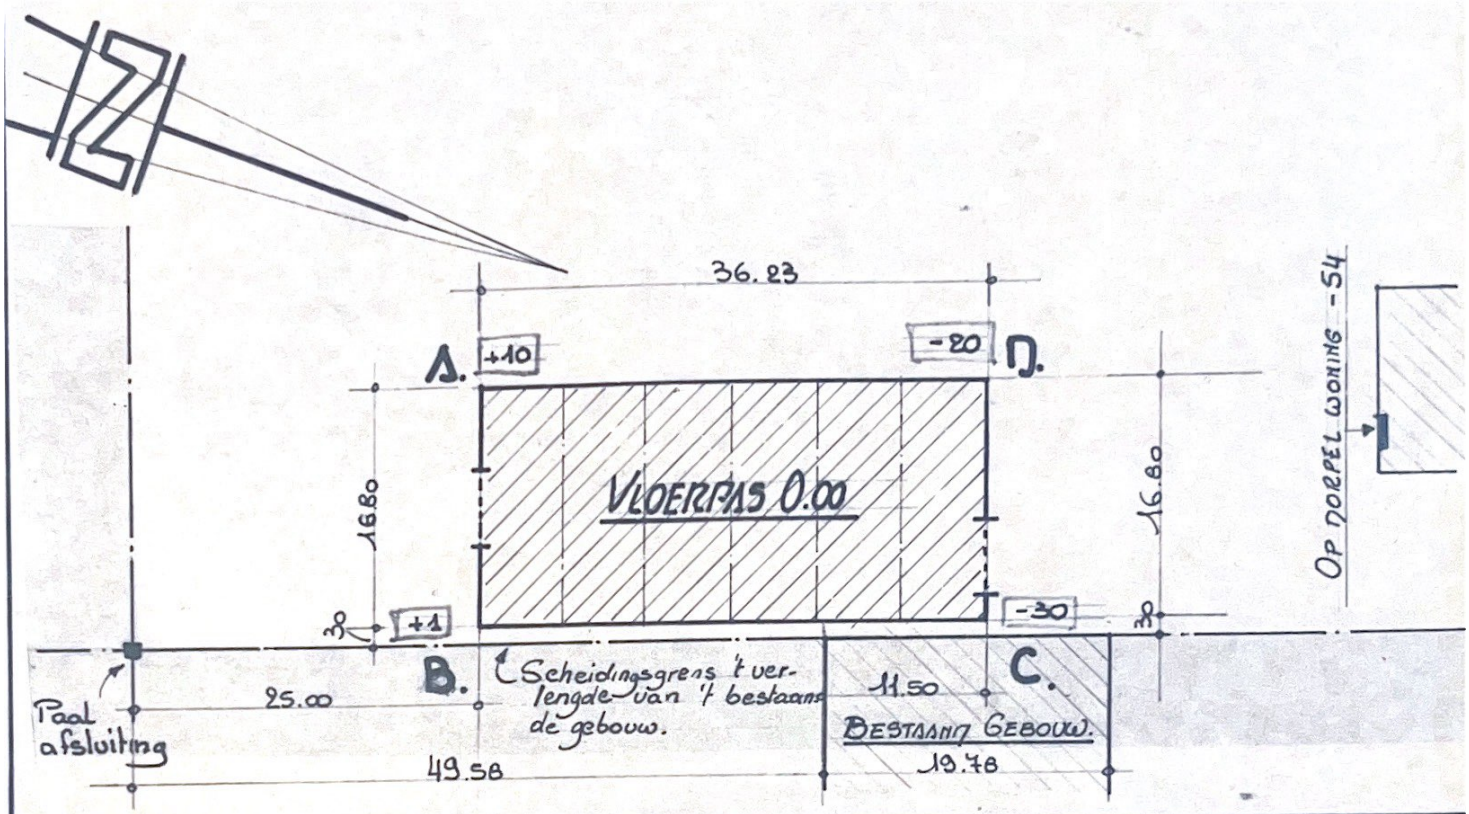 N
36.23
A.
+10
-20
D.
OP DORPEL WONING -54
VLOERPAS 0.00
16.80
16.80
30
+1
-30
30
B.
Scheidingsgrens 't ver-
lengde van 't bestaan
de gebouw.
C.
25.00
11.50
Paal
afsluiting
BESTAAND GEBOUW.
49.58
19.78